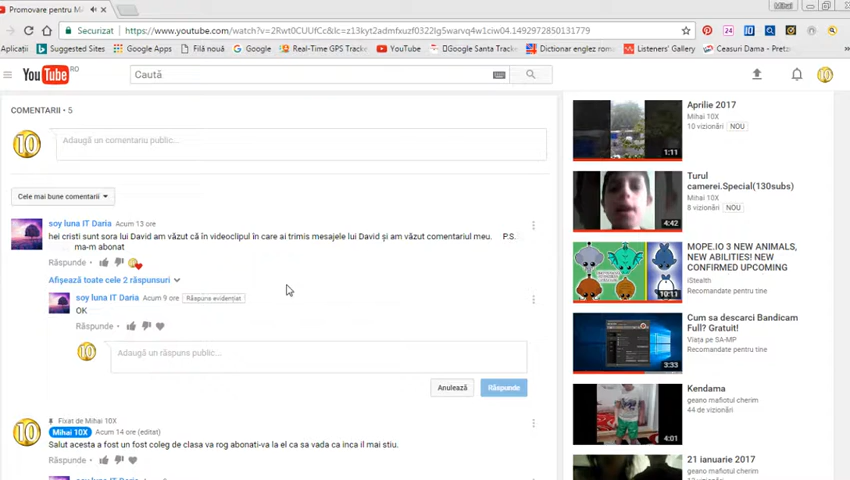 Promovare pentru Mi
Mihai
Securizat https://www.youtube.com/watch?v=2Rwt0CUUfCc&lc=z13kyt2admfxuzf0322lg5warvq4w1ciw04.1492972850131779
Aplicații Suggested Sites Google Apps Filă nouă Google Real-Time GPS Track YouTube Google Santa Track Dictionar englez rom Listeners' Gallery Ceasuri Dama
YouTube RO
Caută
COMENTARII • 5
Adaugă un comentariu public...
Cele mai bune comentarii
soy luna IT Daria Acum 13 ore
hei cristi sunt sora lui David am văzut că în videoclipul în care ai trimis mesajele lui David și am văzut comentariul meu. P.S.
ma-m abonat
Răspunde
Afișează toate cele 2 răspunsuri
soy luna IT Daria Acum 9 ore Răspuns evidențiat
OK
Răspunde
10
Adaugă un răspuns public...
Anulează Răspunde
Fixat de Mihai 10X
Mihai 10X Acum 14 ore (editat)
Salut acesta a fost un fost coleg de clasa va rog abonati-va la el ca sa vada ca inca il mai stiu.
Răspunde
Aprilie 2017
Mihai 10X
10 vizionări NOU
1:11
Turul
camerei.Special(130subs)
Mihai 10X
8 vizionări NOU
4:42
MOPE.IO 3 NEW ANIMALS,
NEW ABILITIES! NEW
CONFIRMED UPCOMING
iStealth
Recomandate pentru tine
10:11
Cum sa descarci Bandicam
Full? Gratuit!
Viața pe SA-MP
Recomandate pentru tine
3:33
Kendama
geano mafiotul cherim
44 de vizionări
4:01
21 ianuarie 2017
geano mafiotul cherim